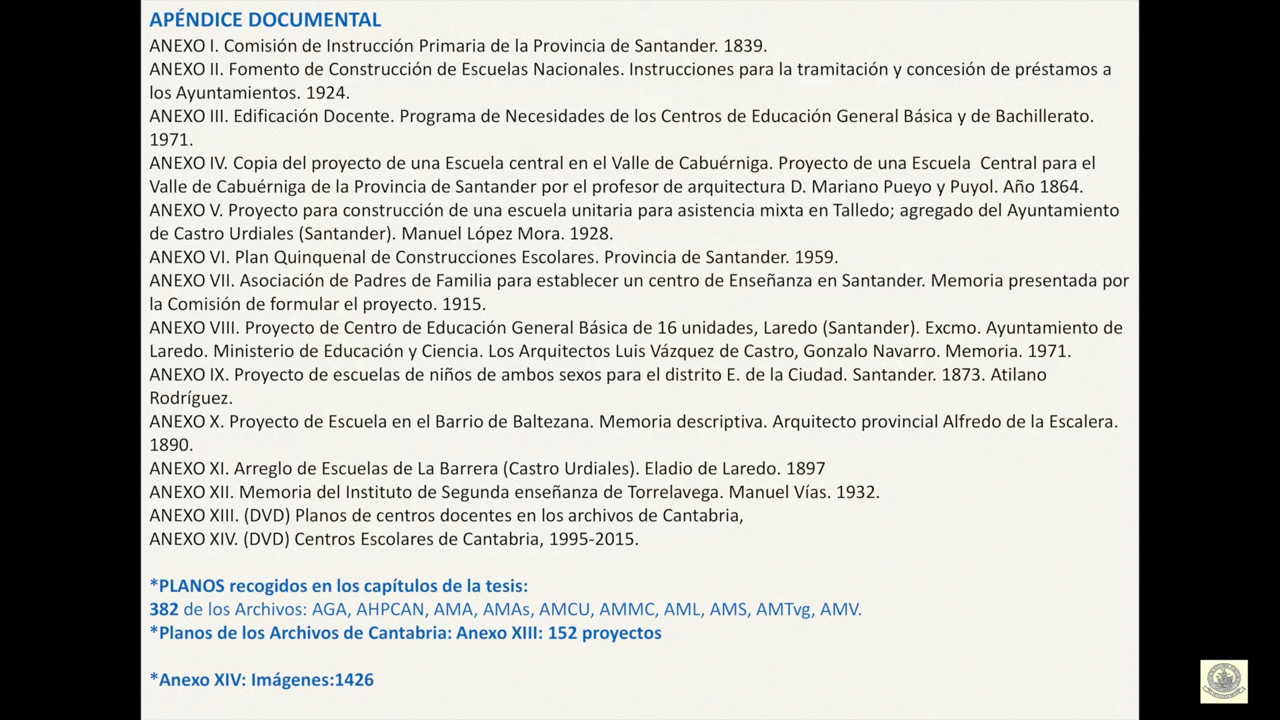 APÉNDICE DOCUMENTAL
ANEXO I. Comisión de Instrucción Primaria de la Provincia de Santander. 1839.
ANEXO II. Fomento de Construcción de Escuelas Nacionales. Instrucciones para la tramitación y concesión de préstamos a
los Ayuntamientos. 1924.
ANEXO III. Edificación Docente. Programa de Necesidades de los Centros de Educación General Básica y de Bachillerato.
1971.
ANEXO IV. Copia del proyecto de una Escuela central en el Valle de Cabuérniga. Proyecto de una Escuela  Central para el
Valle de Cabuérniga de la Provincia de Santander por el profesor de arquitectura D. Mariano Pueyo y Puyol. Año 1864.
ANEXO V. Proyecto para construcción de una escuela unitaria para asistencia mixta en Talledo; agregado del Ayuntamiento
de Castro Urdiales (Santander). Manuel López Mora. 1928.
ANEXO VI. Plan Quinquenal de Construcciones Escolares. Provincia de Santander. 1959.
ANEXO VII. Asociación de Padres de Familia para establecer un centro de Enseñanza en Santander. Memoria presentada por
la Comisión de formular el proyecto. 1915.
ANEXO VIII. Proyecto de Centro de Educación General Básica de 16 unidades, Laredo (Santander). Excmo. Ayuntamiento de
Laredo. Ministerio de Educación y Ciencia. Los Arquitectos Luis Vázquez de Castro, Gonzalo Navarro. Memoria. 1971.
ANEXO IX. Proyecto de escuelas de niños de ambos sexos para el distrito E. de la Ciudad. Santander. 1873. Atilano
Rodríguez.
ANEXO X. Proyecto de Escuela en el Barrio de Baltezana. Memoria descriptiva. Arquitecto provincial Alfredo de la Escalera.
1890.
ANEXO XI. Arreglo de Escuelas de La Barrera (Castro Urdiales). Eladio de Laredo. 1897
ANEXO XII. Memoria del Instituto de Segunda enseñanza de Torrelavega. Manuel Vías. 1932.
ANEXO XIII. (DVD) Planos de centros docentes en los archivos de Cantabria,
ANEXO XIV. (DVD) Centros Escolares de Cantabria, 1995-2015.
*PLANOS recogidos en los capítulos de la tesis:
382 de los Archivos: AGA, AHPCAN, AMA, AMAs, AMCU, AMMC, AML, AMS, AMTvg, AMV.
*Planos de los Archivos de Cantabria: Anexo XIII: 152 proyectos
*Anexo XIV: Imágenes:1426